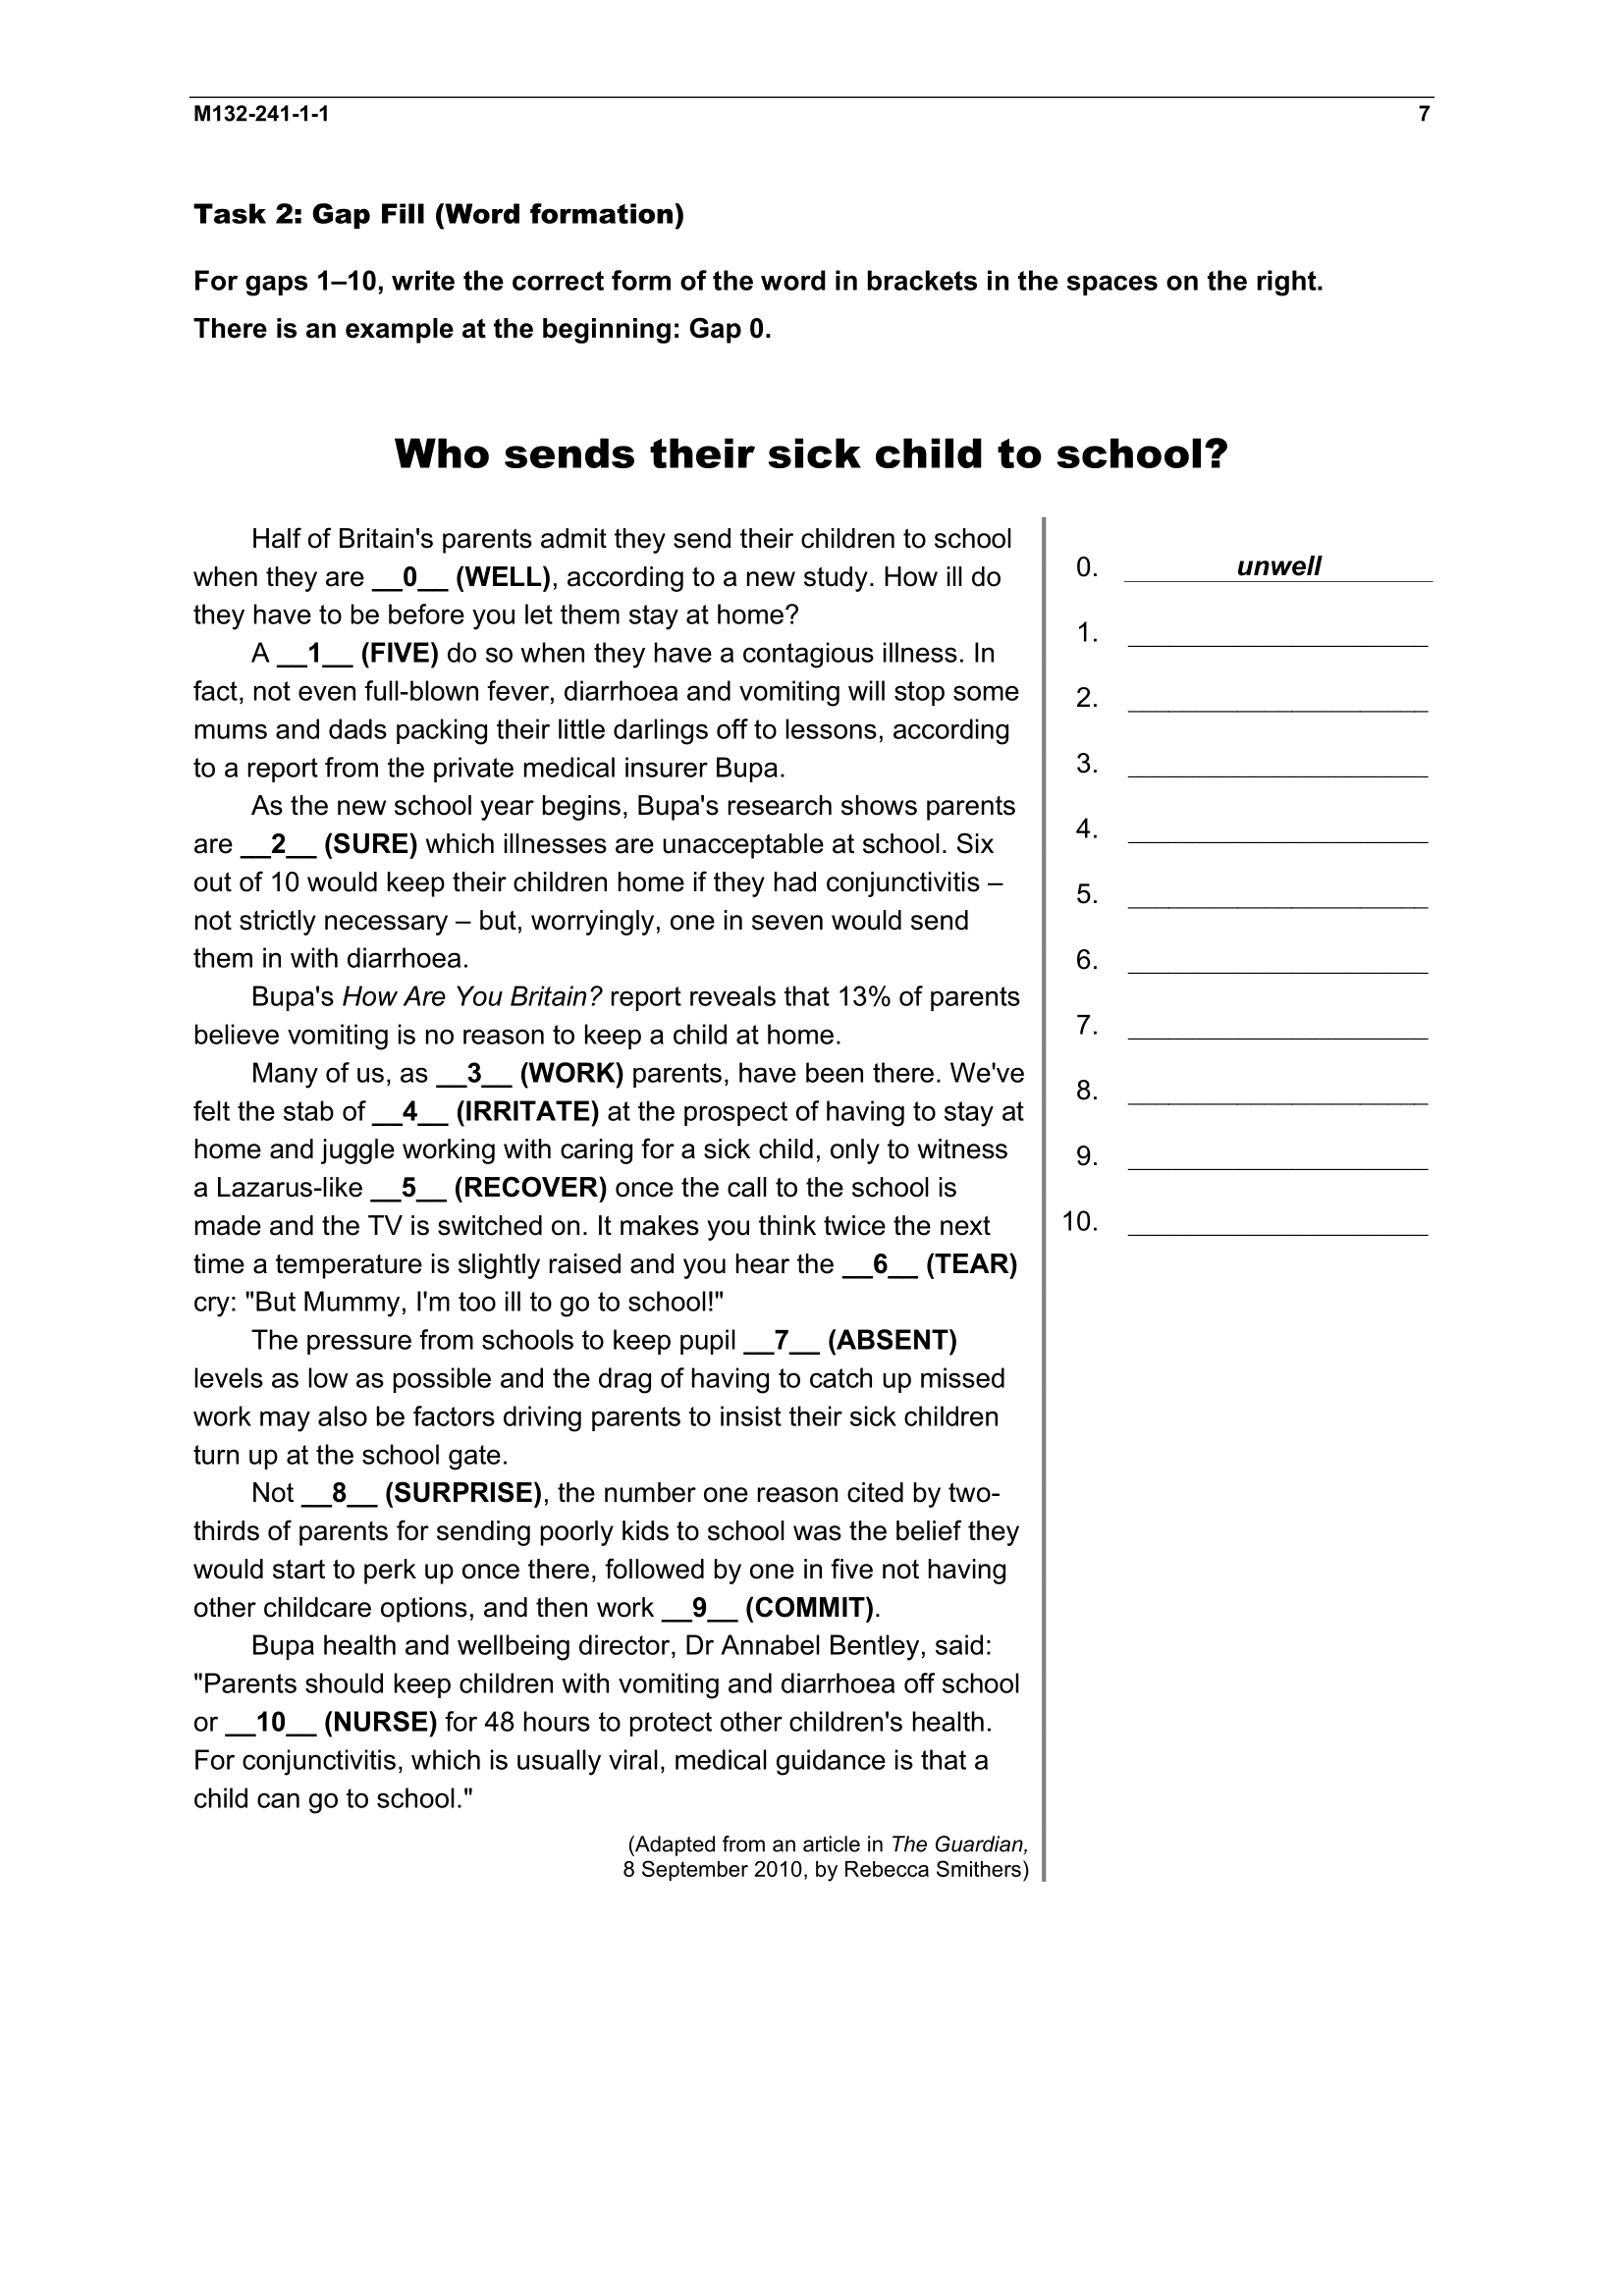 M132-241-1-1 7
Task 2: Gap Fill (Word formation)
For gaps 1–10, write the correct form of the word in brackets in the spaces on the right.
There is an example at the beginning: Gap 0.
Who sends their sick child to school?
Half of Britain's parents admit they send their children to school
when they are __0__ (WELL), according to a new study. How ill do
they have to be before you let them stay at home?
A __1__ (FIVE) do so when they have a contagious illness. In
fact, not even full-blown fever, diarrhoea and vomiting will stop some
mums and dads packing their little darlings off to lessons, according
to a report from the private medical insurer Bupa.
As the new school year begins, Bupa's research shows parents
are __2__ (SURE) which illnesses are unacceptable at school. Six
out of 10 would keep their children home if they had conjunctivitis –
not strictly necessary – but, worryingly, one in seven would send
them in with diarrhoea.
Bupa's How Are You Britain? report reveals that 13% of parents
believe vomiting is no reason to keep a child at home.
Many of us, as __3__ (WORK) parents, have been there. We've
felt the stab of __4__ (IRRITATE) at the prospect of having to stay at
home and juggle working with caring for a sick child, only to witness
a Lazarus-like __5__ (RECOVER) once the call to the school is
made and the TV is switched on. It makes you think twice the next
time a temperature is slightly raised and you hear the __6__ (TEAR)
cry: "But Mummy, I'm too ill to go to school!"
The pressure from schools to keep pupil __7__ (ABSENT)
levels as low as possible and the drag of having to catch up missed
work may also be factors driving parents to insist their sick children
turn up at the school gate.
Not __8__ (SURPRISE), the number one reason cited by two-
thirds of parents for sending poorly kids to school was the belief they
would start to perk up once there, followed by one in five not having
other childcare options, and then work __9__ (COMMIT).
Bupa health and wellbeing director, Dr Annabel Bentley, said:
"Parents should keep children with vomiting and diarrhoea off school
or __10__ (NURSE) for 48 hours to protect other children's health.
For conjunctivitis, which is usually viral, medical guidance is that a
child can go to school."
(Adapted from an article in The Guardian,
8 September 2010, by Rebecca Smithers)
0. unwell
1. ____________________
2. ____________________
3. ____________________
4. ____________________
5. ____________________
6. ____________________
7. ____________________
8. ____________________
9. ____________________
10. ____________________